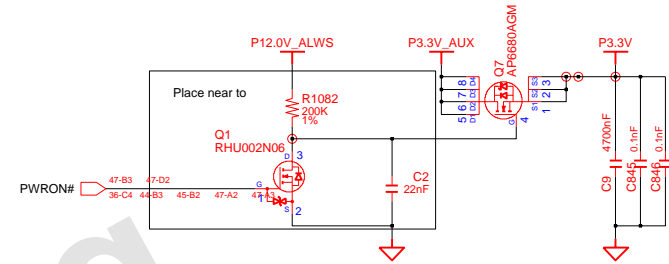 P12.0V_ALWS
P3.3V_AUX
Q7
AP6680AGM
P3.3V
Place near to
R1082
200K
1%
Q1
RHU002N06
D
3
G
1
S
2
C2
22nF
PWRON#
47-B3
47-D2
36-C4
44-B3
45-B2
47-A2
47-A3
8
D4
7
D3
6
D2
5
D1
S3
3
S2
2
S1
1
G
4
C9
4700nF
C845
0.1nF
C846
0.1nF